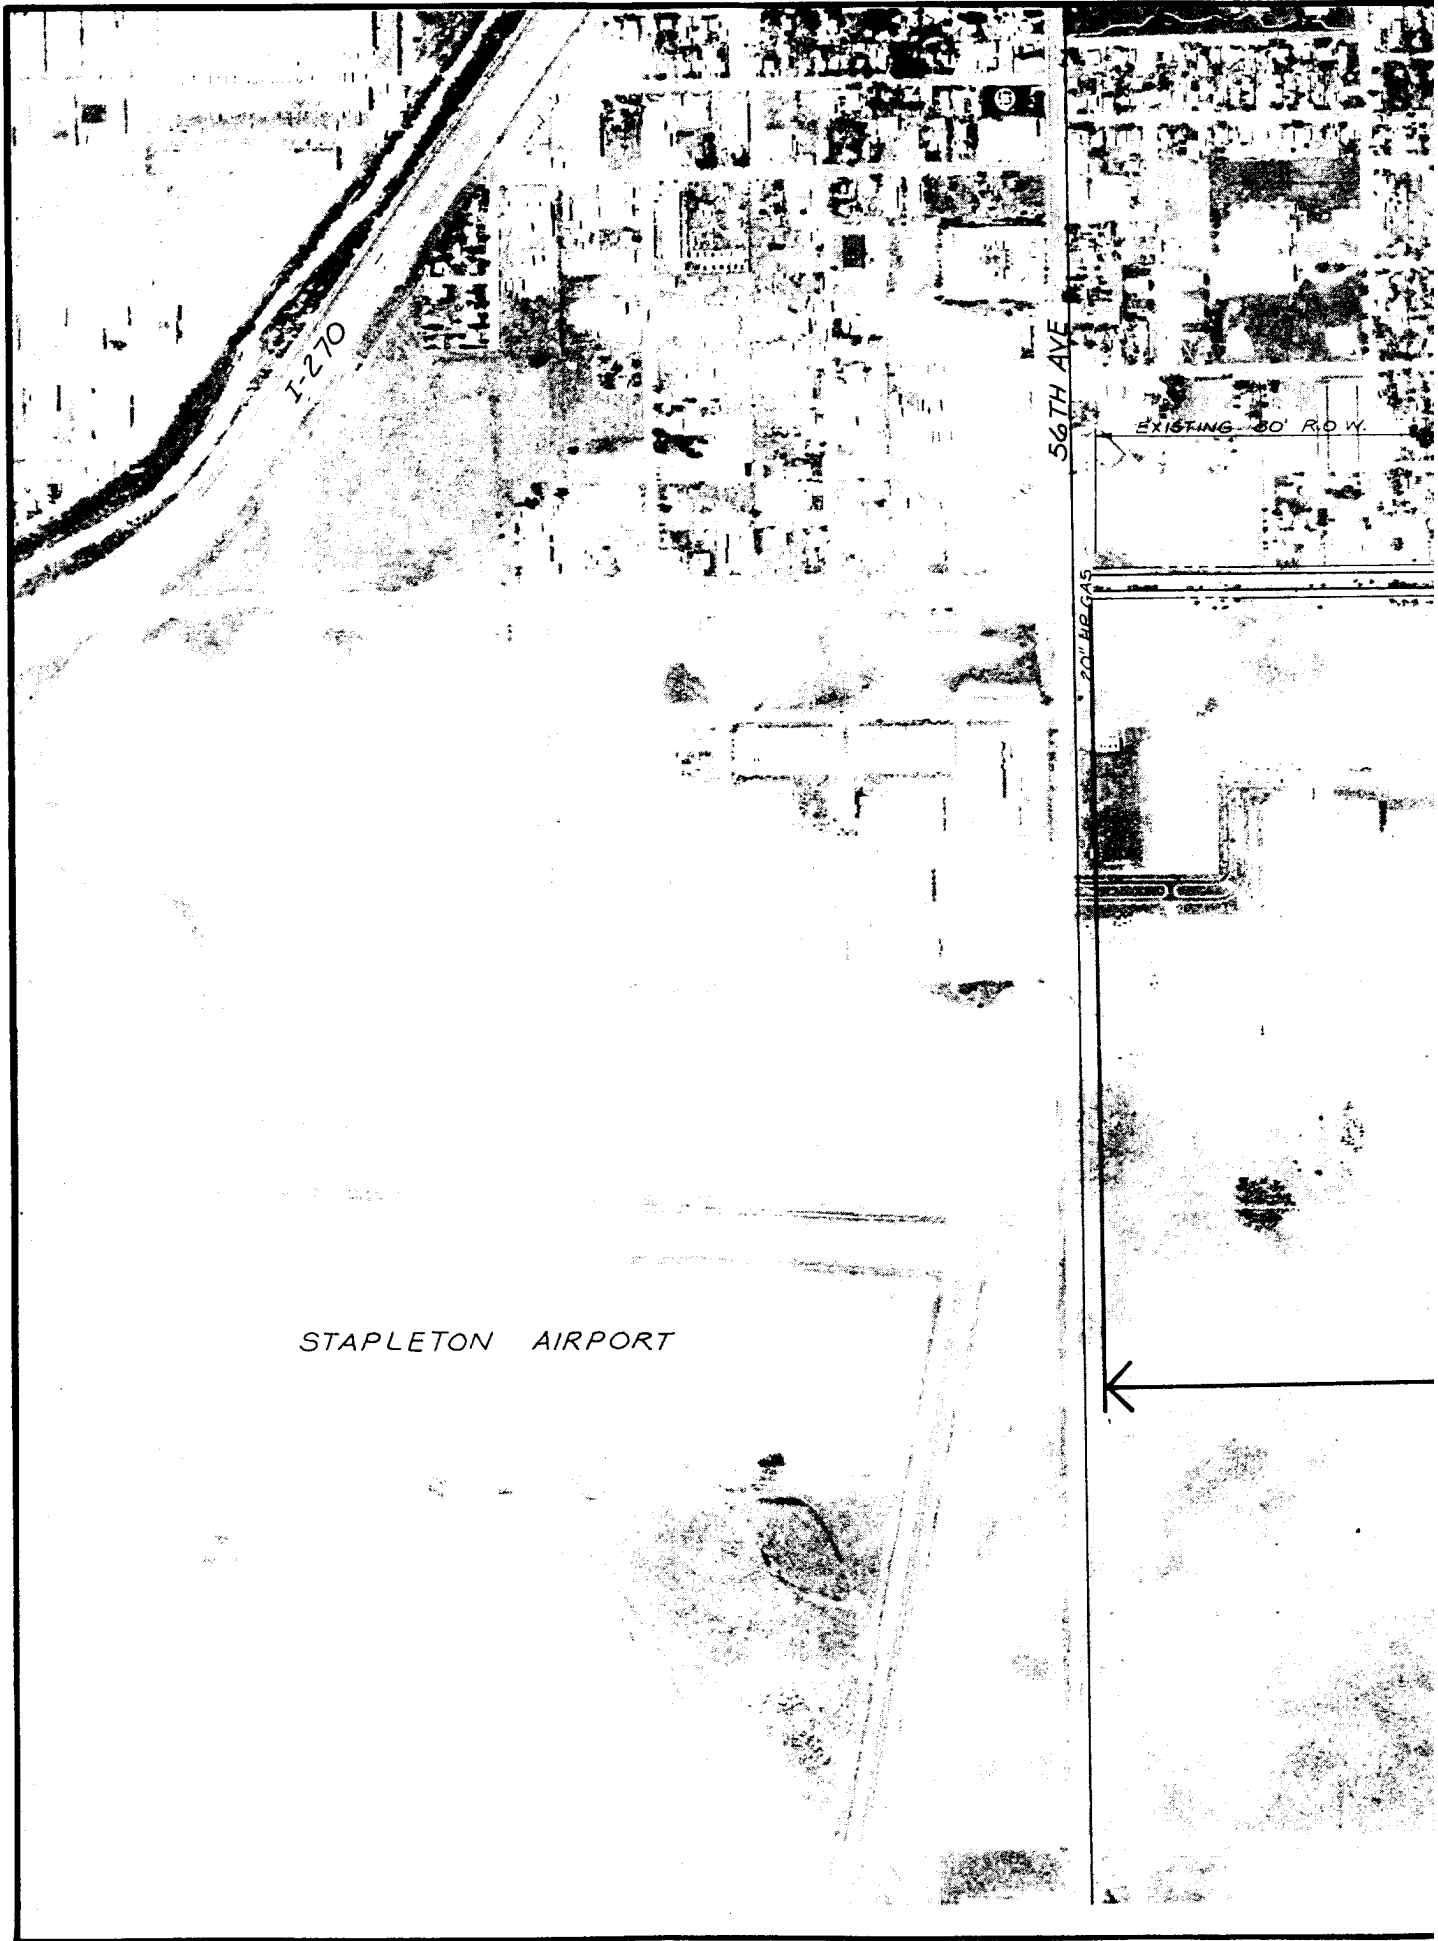 I-270
56TH AVE
EXISTING 80' R.O.W.
20" HP GAS
STAPLETON AIRPORT